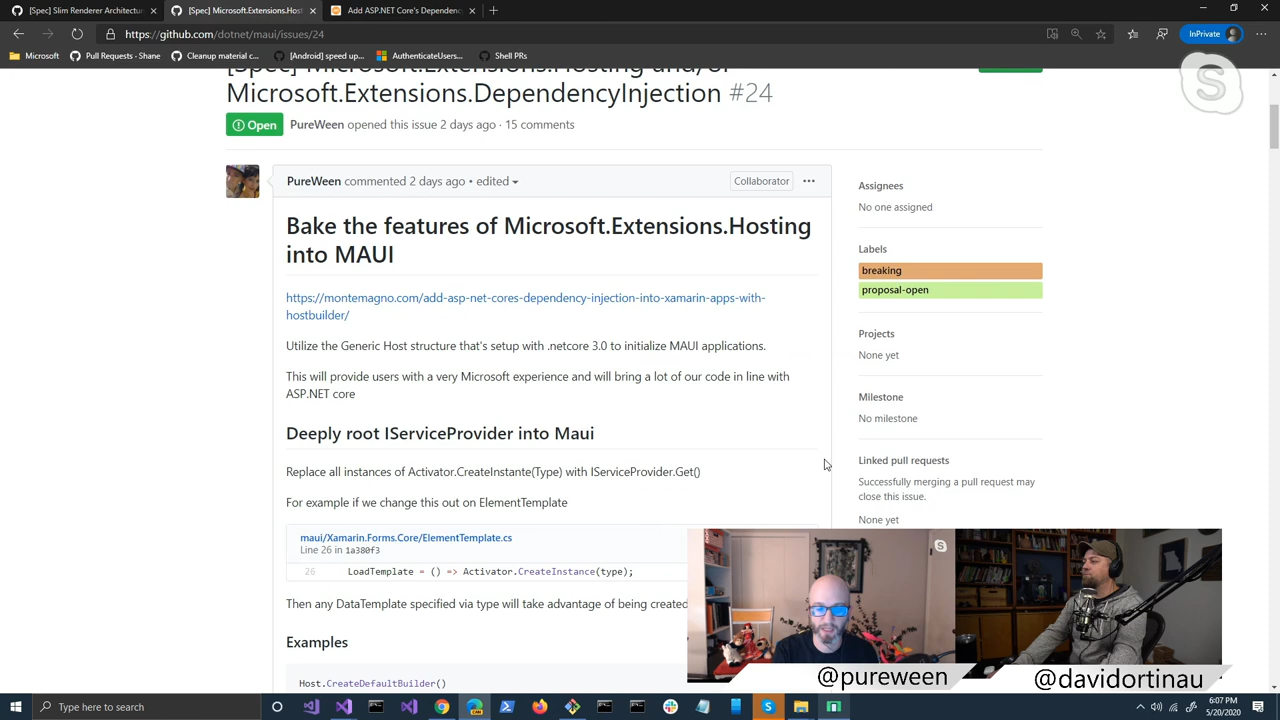 [Spec] Slim Renderer Architectur
[Spec] Microsoft.Extensions.Host
Add ASP.NET Core's Dependency
https://github.com/dotnet/maui/issues/24
InPrivate
Microsoft
Pull Requests · Shane
Cleanup material c...
[Android] speed up...
AuthenticateUsers...
Shell PRs
[Spec] Microsoft.Extensions.Hosting and/or
Microsoft.Extensions.DependencyInjection #24
Open
PureWeen opened this issue 2 days ago · 15 comments
PureWeen commented 2 days ago • edited
Collaborator
Bake the features of Microsoft.Extensions.Hosting
into MAUI
https://montemagno.com/add-asp-net-cores-dependency-injection-into-xamarin-apps-with-
hostbuilder/
Utilize the Generic Host structure that's setup with .netcore 3.0 to initialize MAUI applications.
This will provide users with a very Microsoft experience and will bring a lot of our code in line with
ASP.NET core
Deeply root IServiceProvider into Maui
Replace all instances of Activator.CreateInstante(Type) with IServiceProvider.Get()
For example if we change this out on ElementTemplate
maui/Xamarin.Forms.Core/ElementTemplate.cs
Line 26 in 1a380f3
26 LoadTemplate = () => Activator.CreateInstance(type);
Then any DataTemplate specified via type will take advantage of being created
Examples
Host.CreateDefaultBuilder()
Assignees
No one assigned
Labels
breaking
proposal-open
Projects
None yet
Milestone
No milestone
Linked pull requests
Successfully merging a pull request may
close this issue.
None yet
@pureween
@davidortinau
Type here to search
6:07 PM
5/20/2020